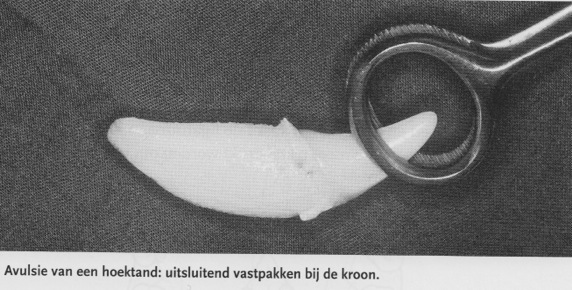 Avulsie van een hoektand: uitsluitend vastpakken bij de kroon.